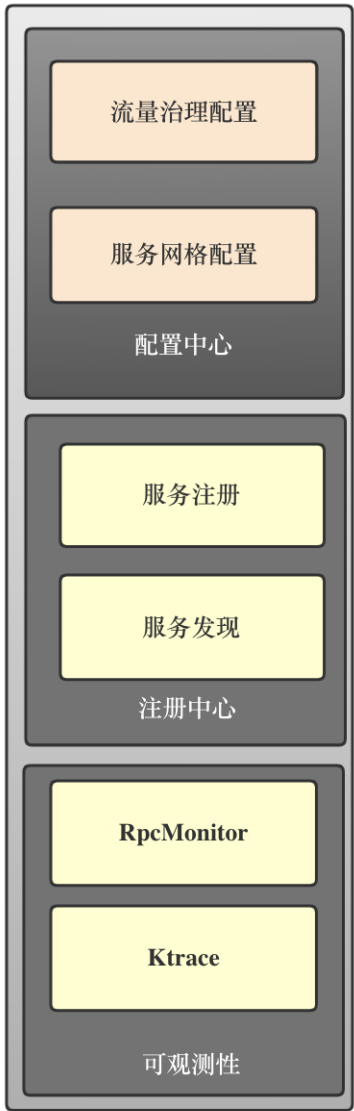 流量治理配置
服务网格配置
配置中心
服务注册
服务发现
注册中心
RpcMonitor
Ktrace
可观测性